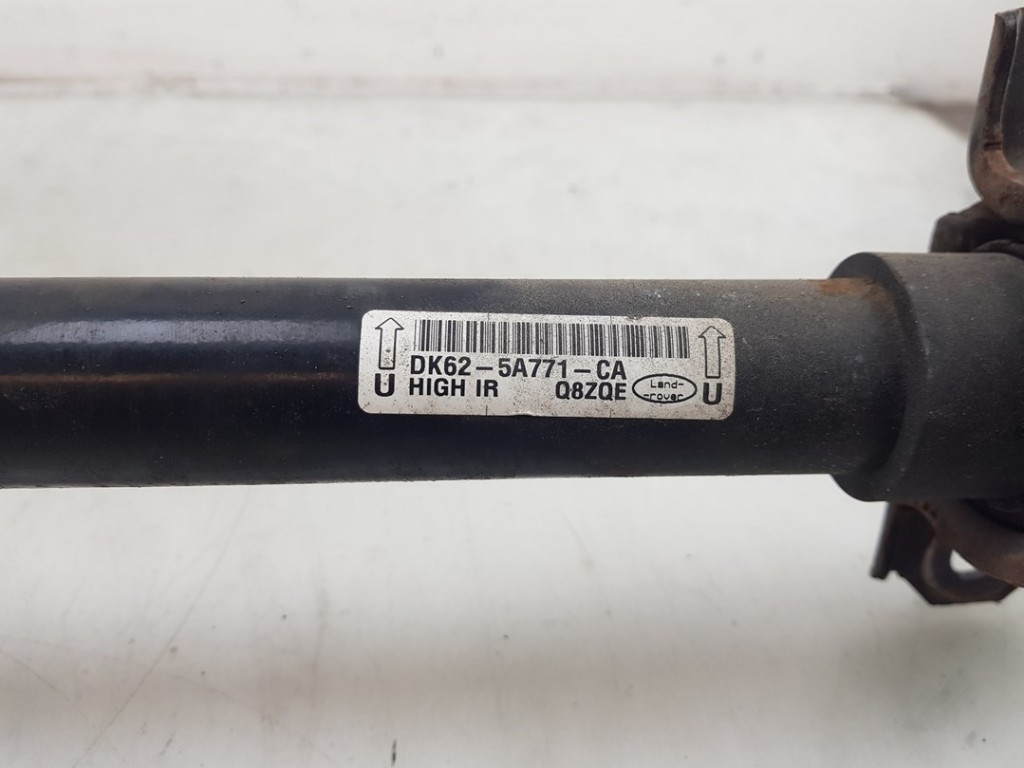 DK62-5A771-CA
U HIGH IR Q8ZQE Land- U
-rover